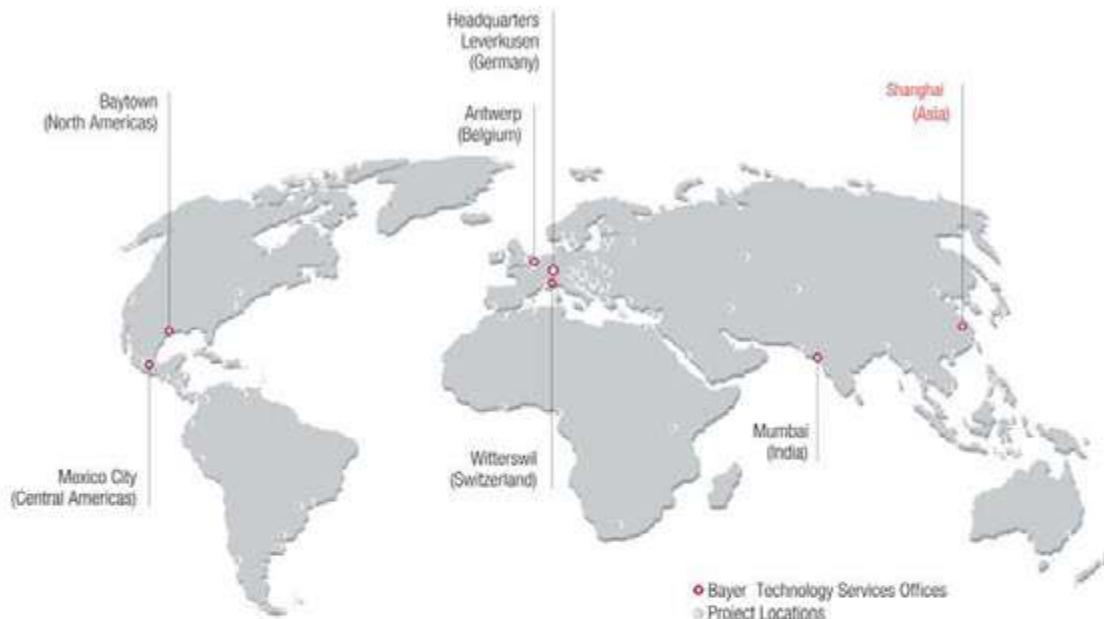 Headquarters
Leverkusen
(Germany)
Baytown
(North Americas)
Antwerp
(Belgium)
Shanghai
(Asia)
Mexico City
(Central Americas)
Witterswil
(Switzerland)
Mumbai
(India)
Bayer Technology Services Offices
Project Locations